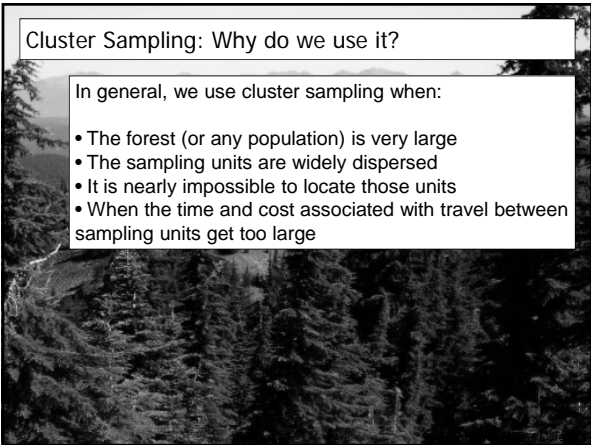 Cluster Sampling: Why do we use it?
In general, we use cluster sampling when:
• The forest (or any population) is very large
• The sampling units are widely dispersed
• It is nearly impossible to locate those units
• When the time and cost associated with travel between
sampling units get too large